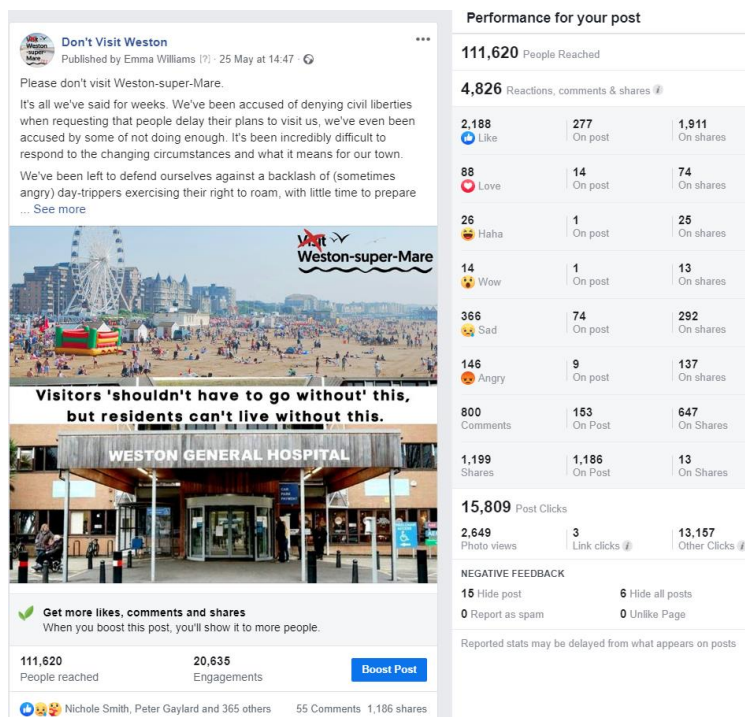 Don't Visit Weston
Published by Emma Williams [?] · 25 May at 14:47 ·
Please don't visit Weston-super-Mare.
It's all we've said for weeks. We've been accused of denying civil liberties
when requesting that people delay their plans to visit us, we've even been
accused by some of not doing enough. It's been incredibly difficult to
respond to the changing circumstances and what it means for our town.
We've been left to defend ourselves against a backlash of (sometimes
angry) day-trippers exercising their right to roam, with little time to prepare
... See more
Visit
Weston-super-Mare
Visitors 'shouldn't have to go without' this,
but residents can't live without this.
WESTON GENERAL HOSPITAL
CAR PARK PAYMENT
Get more likes, comments and shares
When you boost this post, you'll show it to more people.
111,620 20,635
People reached Engagements
Boost Post
Nichole Smith, Peter Gaylard and 365 others 55 Comments 1,186 shares
Performance for your post
111,620 People Reached
4,826 Reactions, comments & shares
2,188 277 1,911
Like On post On shares
88 14 74
Love On post On shares
26 1 25
Haha On post On shares
14 1 13
Wow On post On shares
366 74 292
Sad On post On shares
146 9 137
Angry On post On shares
800 153 647
Comments On Post On Shares
1,199 1,186 13
Shares On Post On Shares
15,809 Post Clicks
2,649 3 13,157
Photo views Link clicks Other Clicks
NEGATIVE FEEDBACK
15 Hide post 6 Hide all posts
0 Report as spam 0 Unlike Page
Reported stats may be delayed from what appears on posts